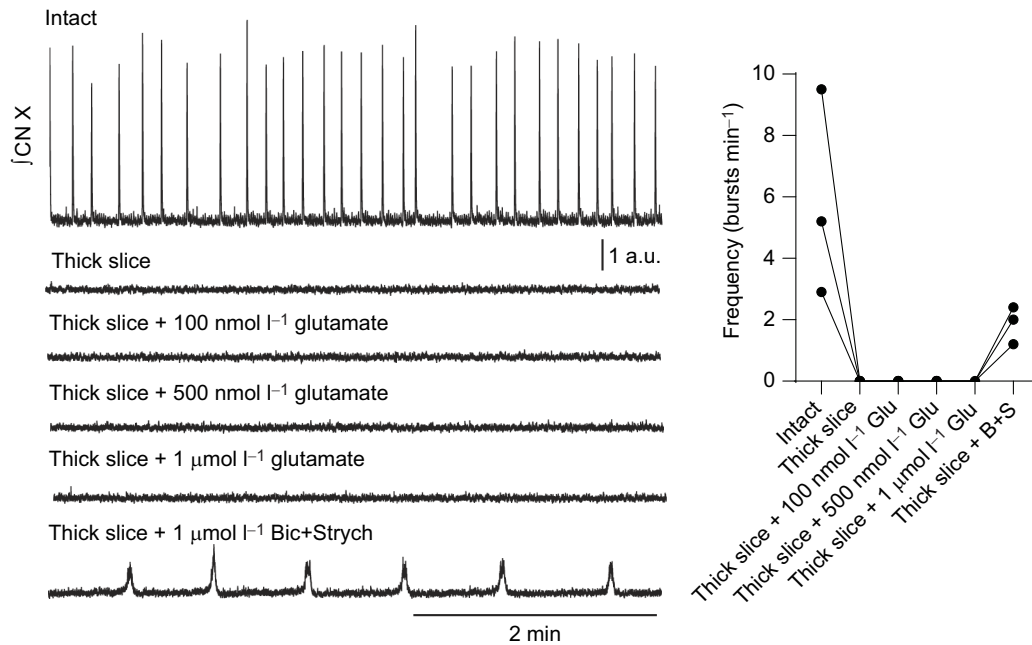 Intact
∫CN X
1 a.u.
Thick slice
Thick slice + 100 nmol l⁻¹ glutamate
Thick slice + 500 nmol l⁻¹ glutamate
Thick slice + 1 μmol l⁻¹ glutamate
Thick slice + 1 μmol l⁻¹ Bic+Strych
2 min
Frequency (bursts min⁻¹)
10
8
6
4
2
0
Intact
Thick slice
Thick slice + 100 nmol l⁻¹ Glu
Thick slice + 500 nmol l⁻¹ Glu
Thick slice + 1 μmol l⁻¹ Glu
Thick slice + B+S